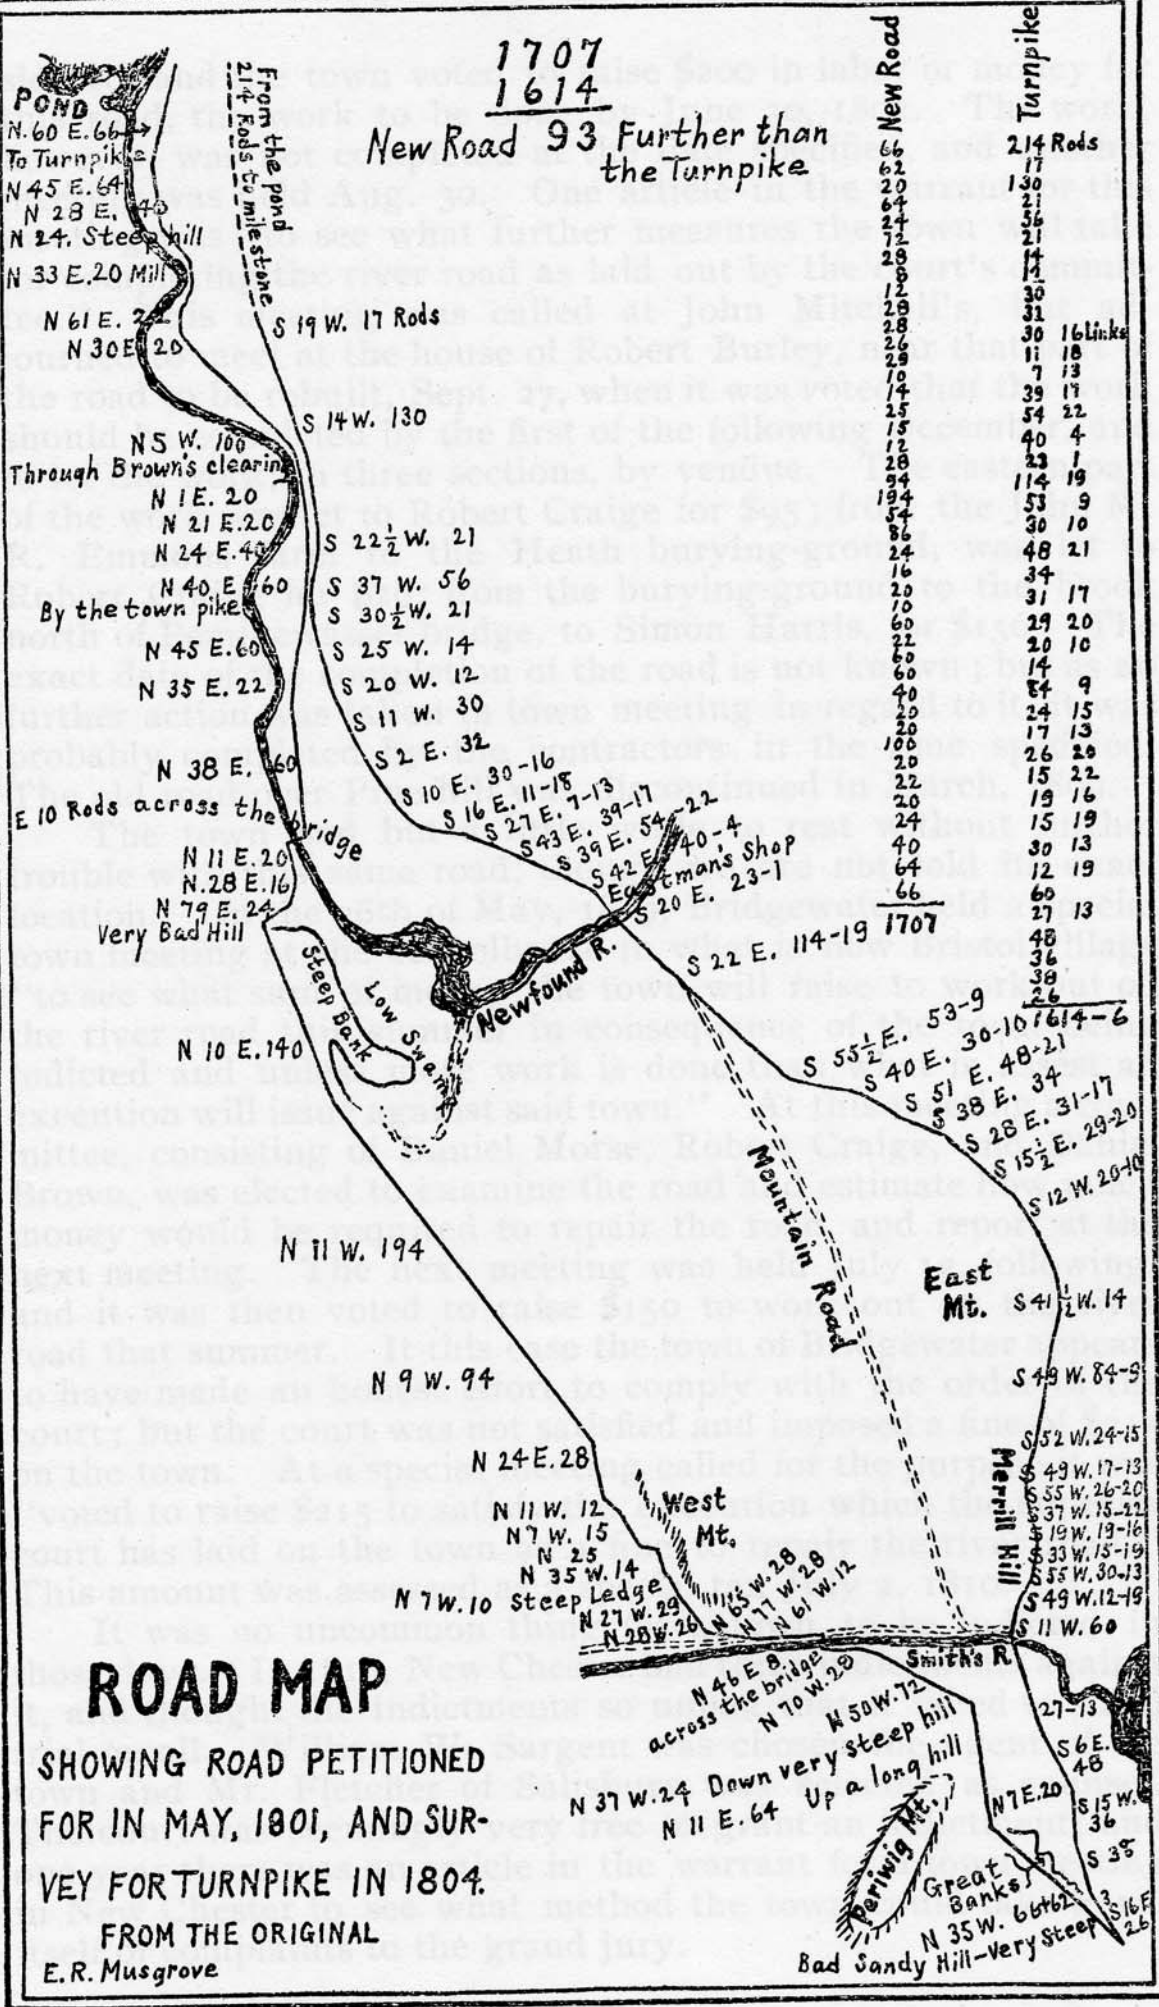 1707
1614
New Road 93 Further than
the Turnpike
POND
N.60 E.66
To Turnpike
N 45 E. 64
N 28 E. 40
N 24. Steep hill
N 33 E. 20 Mill
N 61 E. 22
N 30 E 20
From the pond
214 Rods to mile stone
S 19 W. 17 Rods
S 14 W. 130
N 5 W. 100
Through Brown's clearing
N 1 E. 20
N 21 E. 20
N 24 E. 40
N 40 E 60
By the town pike
N 45 E. 60
N 35 E. 22
N 38 E. 60
E 10 Rods across the bridge
N 11 E. 20
N. 28 E. 16
N 79 E. 24
Very Bad Hill
S 22½ W. 21
S 37 W. 56
S 30½ W. 21
S 25 W. 14
S 20 W. 12
S 11 W. 30
S 2 E. 32
S 10 E. 30-16
S 16 E. 11-18
S 27 E. 7-13
S 43 E. 39-17
S 39 E. 54-22
S 42 E. 40-4
Eastman's Shop
S 20 E. 23-1
S 22 E. 114-19
Newfound R.
Steep Bank
Low Swamp
N 10 E. 140
S 55½ E. 53-9
S 40 E. 30-10
S 51 E. 48-21
S 38 E. 34
S 28 E. 31-17
S 15½ E. 29-20
S 12 W. 20-10
S 41½ W. 14
S 49 W. 84-9
Mountain Road
East
Mt.
N 11 W. 194
N 9 W. 94
N 24 E. 28
N 11 W. 12
N 7 W. 15
N 25
N 35 W. 14
N 7 W. 10 Steep Ledge
N 27 W. 29
N 28 W. 26
West
Mt.
N 65 W. 28
N 77 W. 28
N 61 W. 12
Merrill Hill
S 52 W. 24-15
S 49 W. 17-13
S 55 W. 26-20
S 37 W. 15-22
S 19 W. 19-16
S 33 W. 15-19
S 55 W. 30-13
S 49 W. 12-19
S 11 W. 60
Smith's R.
N 46 E. 8
across the bridge
N 70 W. 20
N 50 W. 72
N 37 W. 24 Down very steep hill
N 11 E. 64 Up a long hill
27-13
S 6 E.
48
N 7 E. 20
S 15 W.
36
S 38
S 16 E
26
Periwig Mt.
Great
Banks
N 35 W. 66+62
Bad Sandy Hill-Very Steep
New Road
66
62
20
64
24
72
28
8
12
28
28
26
29
10
14
25
15
12
28
94
194
24
16
20
10
60
22
60
60
40
20
20
100
20
22
20
24
40
64
66
1707
Turnpike
214 Rods
17
130
21
56
21
14
12
30
31
30 16 Links
11 18
7 13
39 17
54 22
40 4
23 1
114 19
53 9
30 10
48 21
34
31 17
29 20
20 10
14
84 9
24 15
17 13
26 20
15 22
19 16
15 19
30 13
12 19
60
27 13
48
36
38
26
1614-6
ROAD MAP
SHOWING ROAD PETITIONED
FOR IN MAY, 1801, AND SUR-
VEY FOR TURNPIKE IN 1804.
FROM THE ORIGINAL
E.R. Musgrove